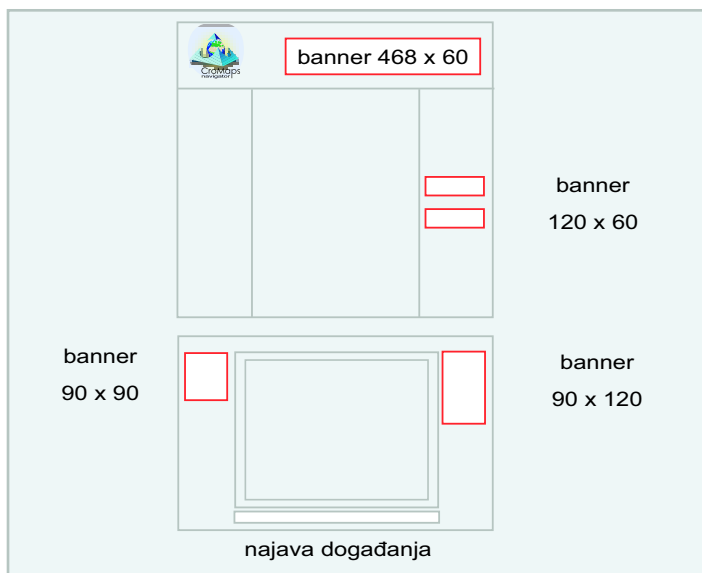 CroMaps
navigator
banner 468 x 60
banner
120 x 60
banner
90 x 90
banner
90 x 120
najava događanja